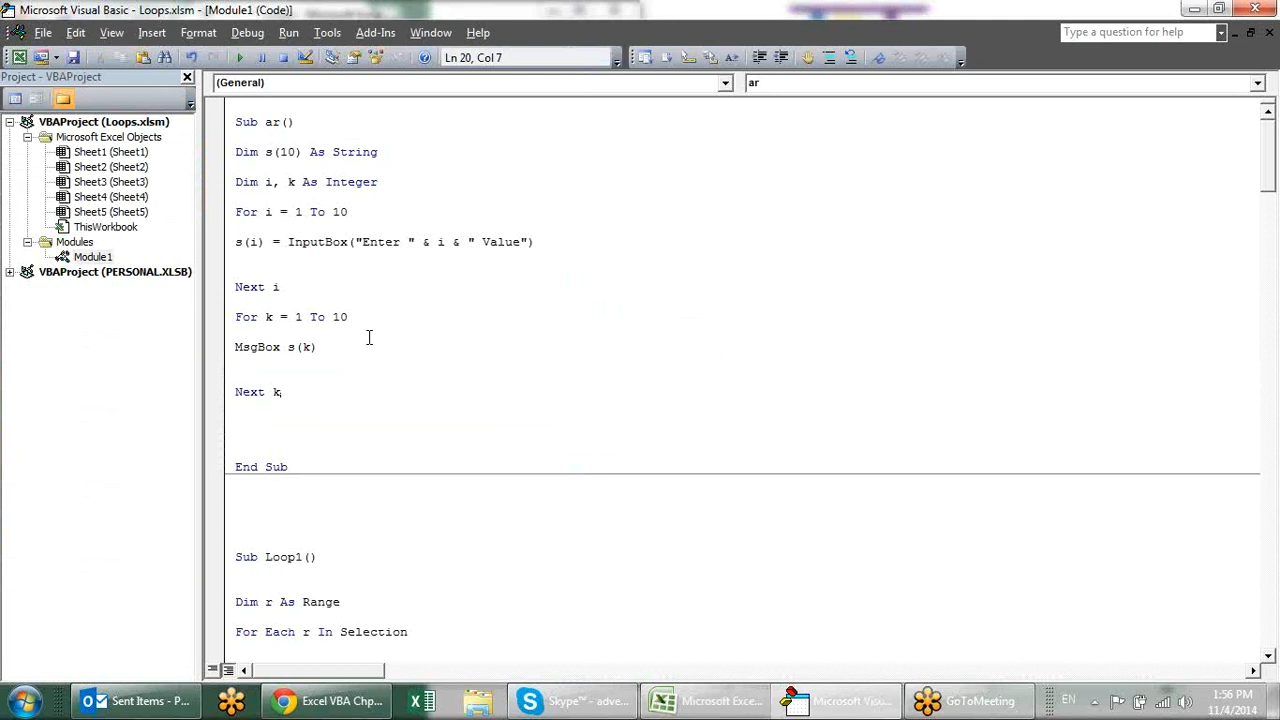 Microsoft Visual Basic - Loops.xlsm - [Module1 (Code)]
File Edit View Insert Format Debug Run Tools Add-Ins Window Help
Type a question for help
Ln 20, Col 7
Project - VBAProject
(General)
ar
VBAProject (Loops.xlsm)
Microsoft Excel Objects
Sheet1 (Sheet1)
Sheet2 (Sheet2)
Sheet3 (Sheet3)
Sheet4 (Sheet4)
Sheet5 (Sheet5)
ThisWorkbook
Modules
Module1
VBAProject (PERSONAL.XLSB)
Sub ar()
Dim s(10) As String
Dim i, k As Integer
For i = 1 To 10
s(i) = InputBox("Enter " & i & " Value")
Next i
For k = 1 To 10
MsgBox s(k)
Next k
End Sub
Sub Loop1()
Dim r As Range
For Each r In Selection
Sent Items - P...
Excel VBA Chp...
Skype™ - adve...
Microsoft Exce...
Microsoft Visu...
GoToMeeting
EN
1:56 PM
11/4/2014